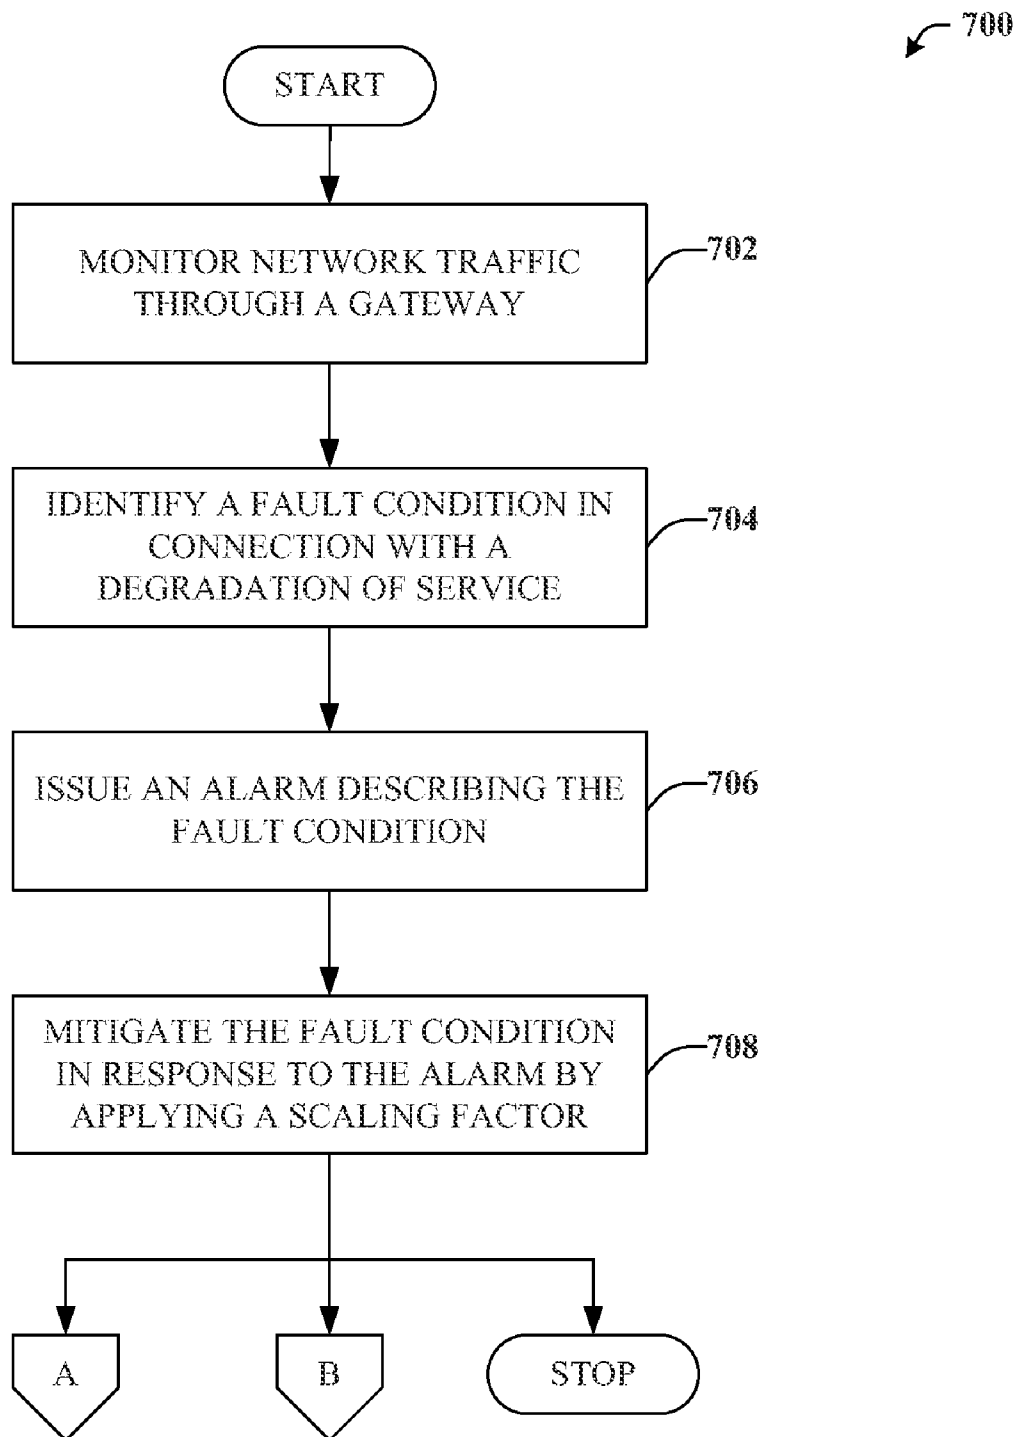 700
START
MONITOR NETWORK TRAFFIC
THROUGH A GATEWAY
702
IDENTIFY A FAULT CONDITION IN
CONNECTION WITH A
DEGRADATION OF SERVICE
704
ISSUE AN ALARM DESCRIBING THE
FAULT CONDITION
706
MITIGATE THE FAULT CONDITION
IN RESPONSE TO THE ALARM BY
APPLYING A SCALING FACTOR
708
A
B
STOP